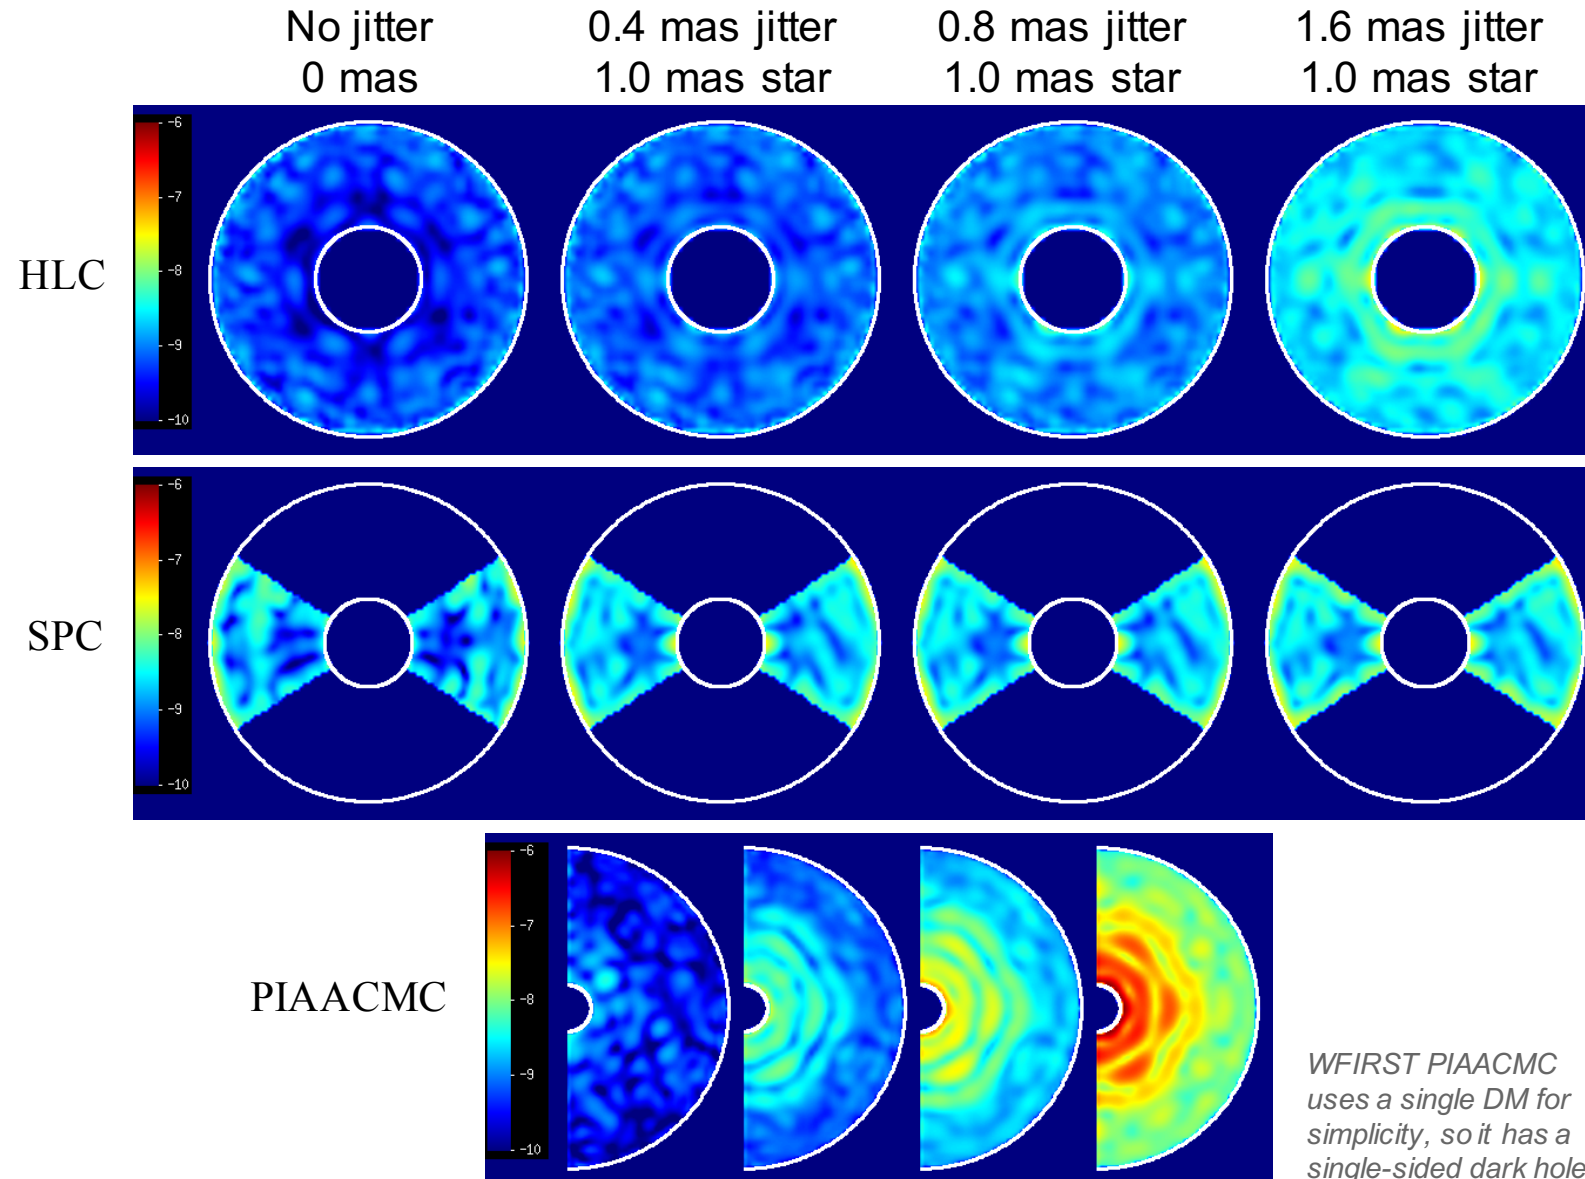 No jitter
0 mas
0.4 mas jitter
1.0 mas star
0.8 mas jitter
1.0 mas star
1.6 mas jitter
1.0 mas star
HLC
-6
-7
-8
-9
-10
SPC
-6
-7
-8
-9
-10
PIAACMC
-6
-7
-8
-9
-10
WFIRST PIAACMC
uses a single DM for
simplicity, so it has a
single-sided dark hole